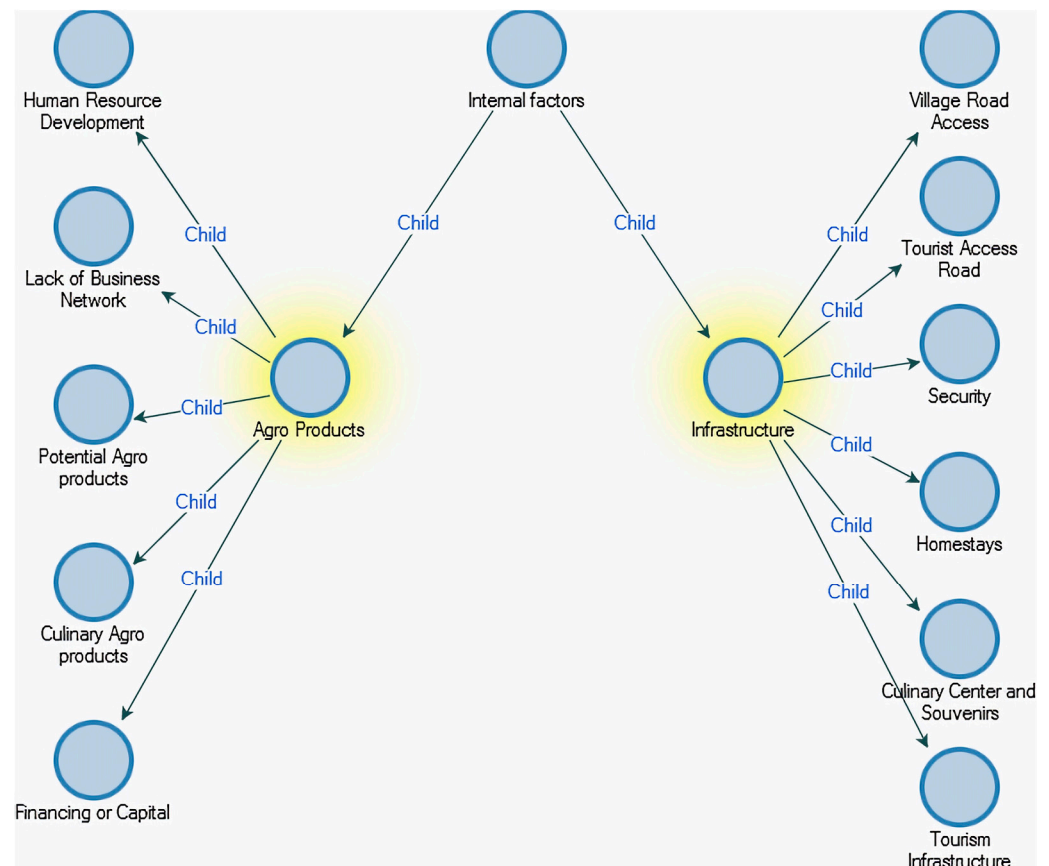 Internal factors
Child
Child
Agro Products
Infrastructure
Human Resource
Development
Child
Lack of Business
Network
Child
Potential Agro
products
Child
Culinary Agro
products
Child
Financing or Capital
Child
Village Road
Access
Child
Tourist Access
Road
Child
Security
Child
Homestays
Child
Culinary Center and
Souvenirs
Child
Tourism
Infrastructure
Child